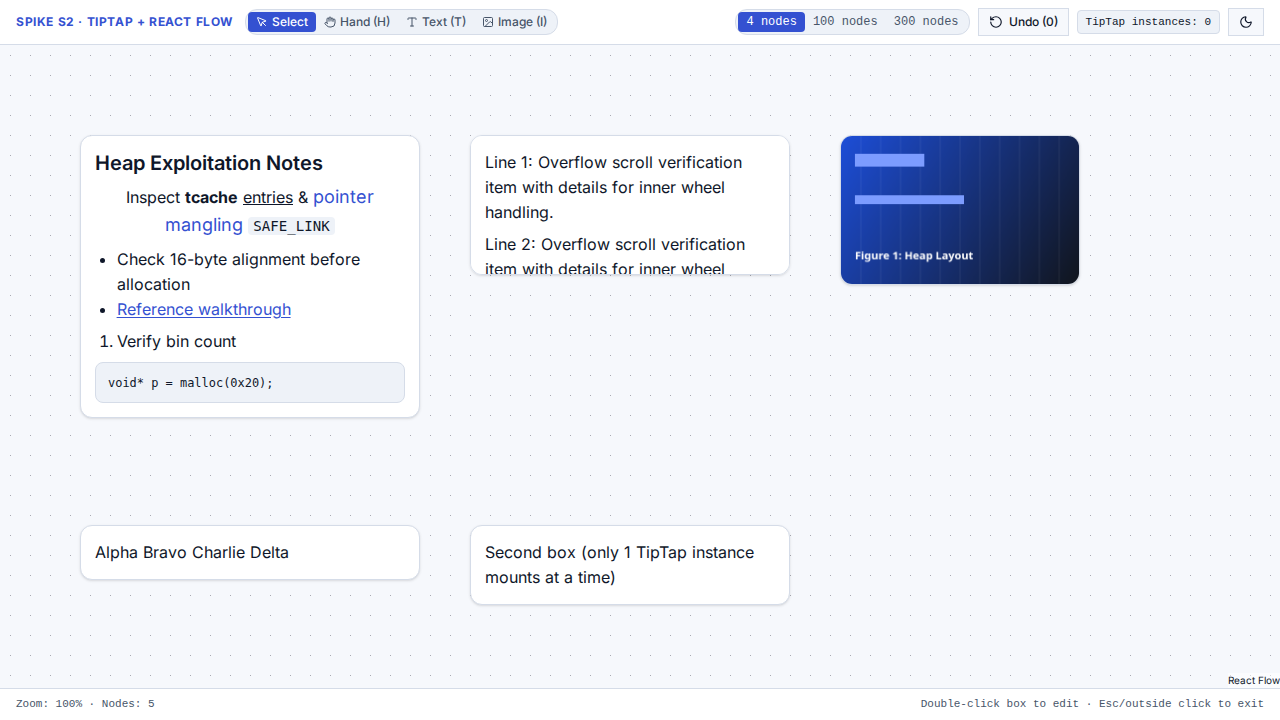 SPIKE S2 · TIPTAP + REACT FLOW
Select
Hand (H)
Text (T)
Image (I)
4 nodes
100 nodes
300 nodes
Undo (0)
TipTap instances: 0
Heap Exploitation Notes
Inspect tcache entries & pointer
mangling SAFE_LINK
• Check 16-byte alignment before
allocation
• Reference walkthrough
1. Verify bin count
void* p = malloc(0x20);
Line 1: Overflow scroll verification
item with details for inner wheel
handling.
Line 2: Overflow scroll verification
item with details for inner wheel
Figure 1: Heap Layout
Alpha Bravo Charlie Delta
Second box (only 1 TipTap instance
mounts at a time)
React Flow
Zoom: 100% · Nodes: 5
Double-click box to edit · Esc/outside click to exit